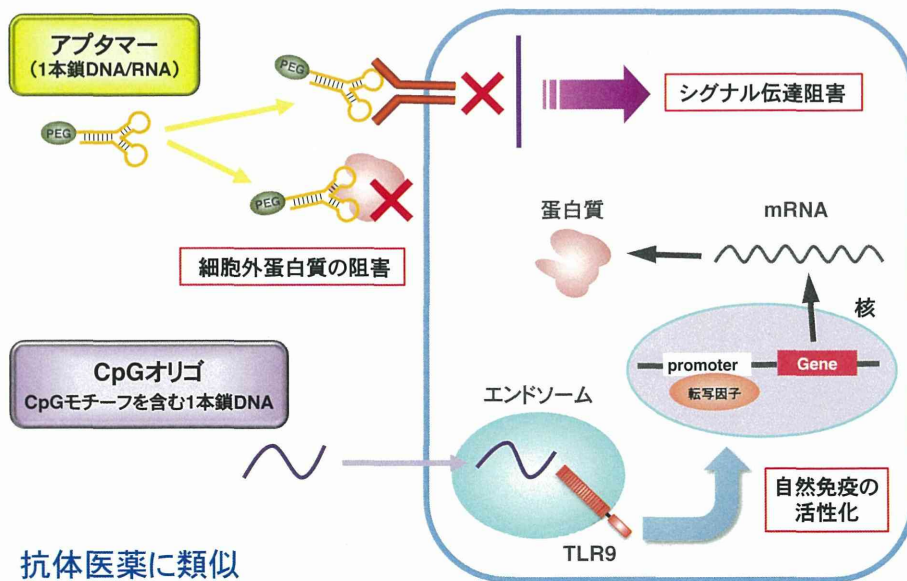 アプタマー
(1本鎖DNA/RNA)
PEG
PEG
PEG
シグナル伝達阻害
細胞外蛋白質の阻害
蛋白質
mRNA
核
promoter
Gene
転写因子
CpGオリゴ
CpGモチーフを含む1本鎖DNA
エンドソーム
TLR9
自然免疫の
活性化
抗体医薬に類似